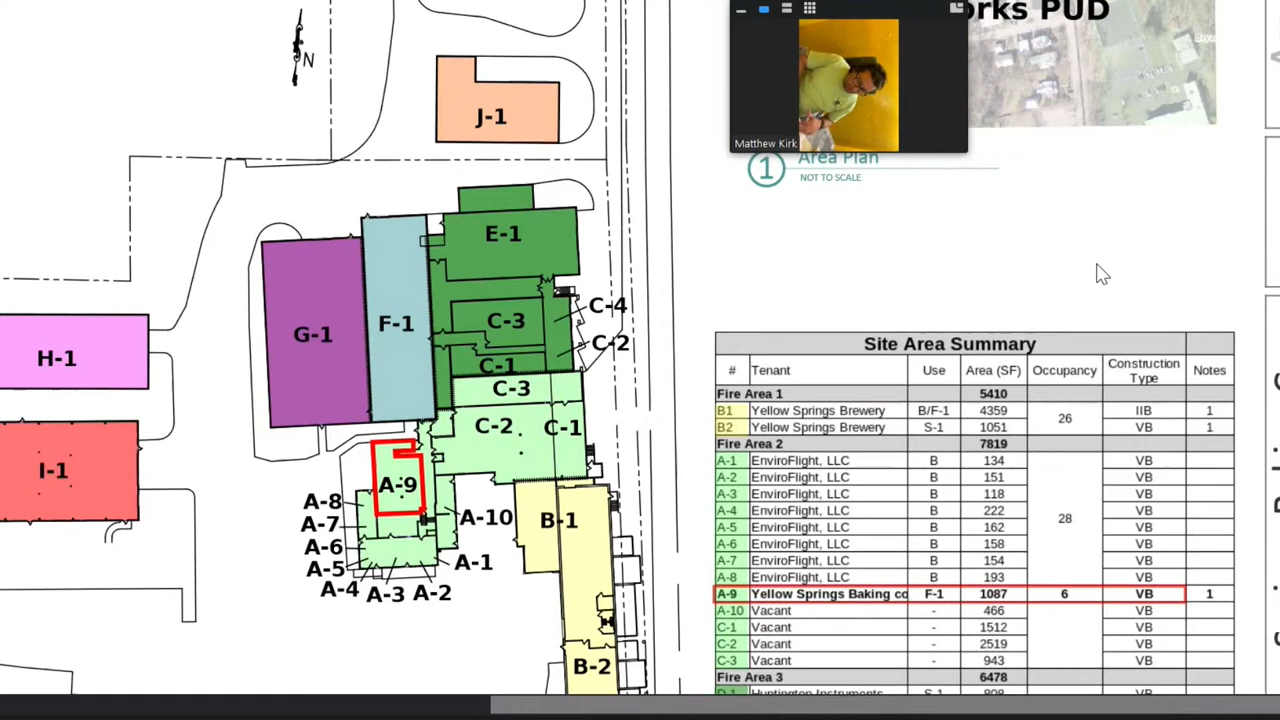 orks PUD
Matthew Kirk
1
Area Plan
NOT TO SCALE
N
J-1
E-1
C-4
C-3
F-1
G-1
C-2
H-1
C-1
C-3
C-2
C-1
I-1
A-9
A-8
A-10
B-1
A-7
A-6
A-5
A-1
A-4
A-3
A-2
B-2
Site Area Summary
# Tenant Use Area (SF) Occupancy Construction Type Notes
Fire Area 1 5410
B1 Yellow Springs Brewery B/F-1 4359 26 IIB 1
B2 Yellow Springs Brewery S-1 1051 VB 1
Fire Area 2 7819
A-1 EnviroFlight, LLC B 134 VB
A-2 EnviroFlight, LLC B 151 VB
A-3 EnviroFlight, LLC B 118 VB
A-4 EnviroFlight, LLC B 222 VB
28
A-5 EnviroFlight, LLC B 162 VB
A-6 EnviroFlight, LLC B 158 VB
A-7 EnviroFlight, LLC B 154 VB
A-8 EnviroFlight, LLC B 193 VB
A-9 Yellow Springs Baking co F-1 1087 6 VB 1
A-10 Vacant - 466 VB
C-1 Vacant - 1512 VB
C-2 Vacant - 2519 VB
C-3 Vacant - 943 VB
Fire Area 3 6478
D-1 Huntington Instruments S-1 808 VB